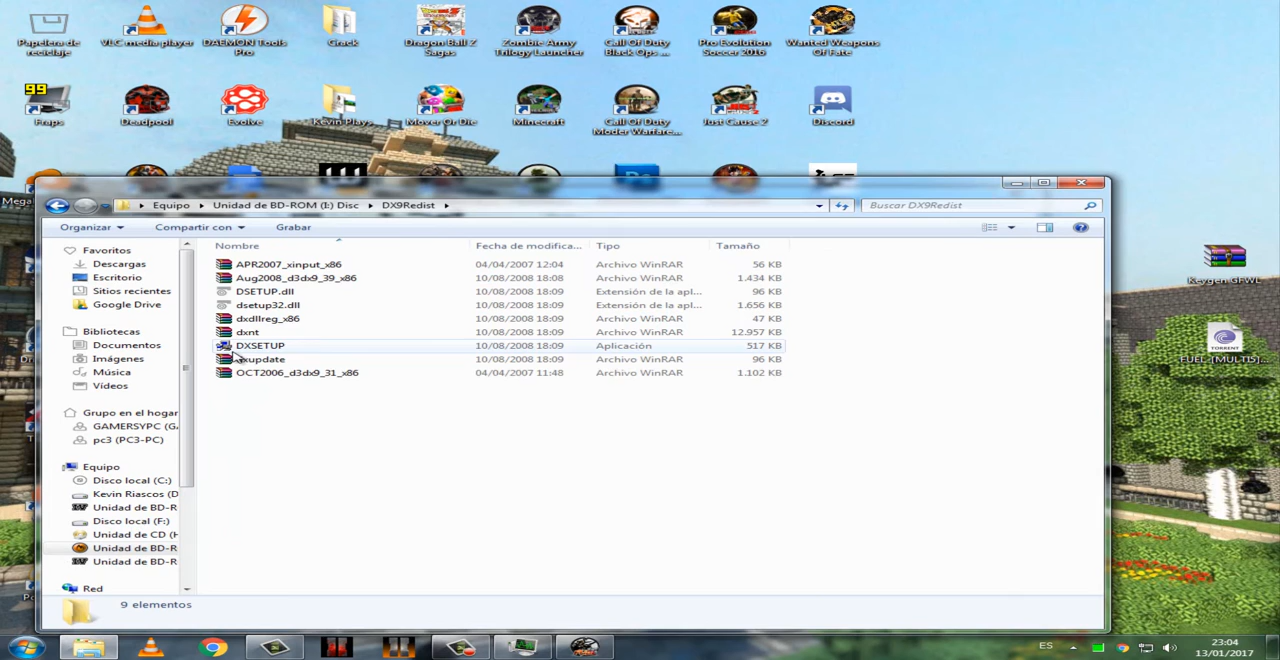 Papelera de reciclaje
VLC media player
DAEMON Tools Pro
Crack
Dragon Ball Z Sagas
Zombie Army Trilogy Launcher
Call Of Duty Black Ops ...
Pro Evolution Soccer 2016
Wanted Weapons Of Fate
99
Fraps
Deadpool
Evolve
Kevin Plays
Mover Or Die
Minecraft
Call Of Duty Moder Warfare...
Just Cause 2
Discord
Equipo
Unidad de BD-ROM (I:) Disc
DX9Redist
Buscar DX9Redist
Organizar
Compartir con
Grabar
Nombre
Fecha de modifica...
Tipo
Tamaño
APR2007_xinput_x86 04/04/2007 12:04 Archivo WinRAR 56 KB
Aug2008_d3dx9_39_x86 10/08/2008 18:08 Archivo WinRAR 1.434 KB
DSETUP.dll 10/08/2008 18:09 Extensión de la apl... 96 KB
dsetup32.dll 10/08/2008 18:09 Extensión de la apl... 1.656 KB
dxdllreg_x86 10/08/2008 18:09 Archivo WinRAR 47 KB
dxnt 10/08/2008 18:09 Archivo WinRAR 12.957 KB
DXSETUP 10/08/2008 18:09 Aplicación 517 KB
xupdate 10/08/2008 18:09 Archivo WinRAR 96 KB
OCT2006_d3dx9_31_x86 04/04/2007 11:48 Archivo WinRAR 1.102 KB
Favoritos
Descargas
Escritorio
Sitios recientes
Google Drive
Bibliotecas
Documentos
Imágenes
Música
Vídeos
Grupo en el hogar
GAMERSYPC (G
pc3 (PC3-PC)
Equipo
Disco local (C:)
Kevin Riascos (D
Unidad de BD-R
Disco local (F:)
Unidad de CD (H
Unidad de BD-R
Unidad de BD-R
Red
9 elementos
Keygen GFWL
FUEL_[MULTI5]...
ES
23:04
13/01/2017